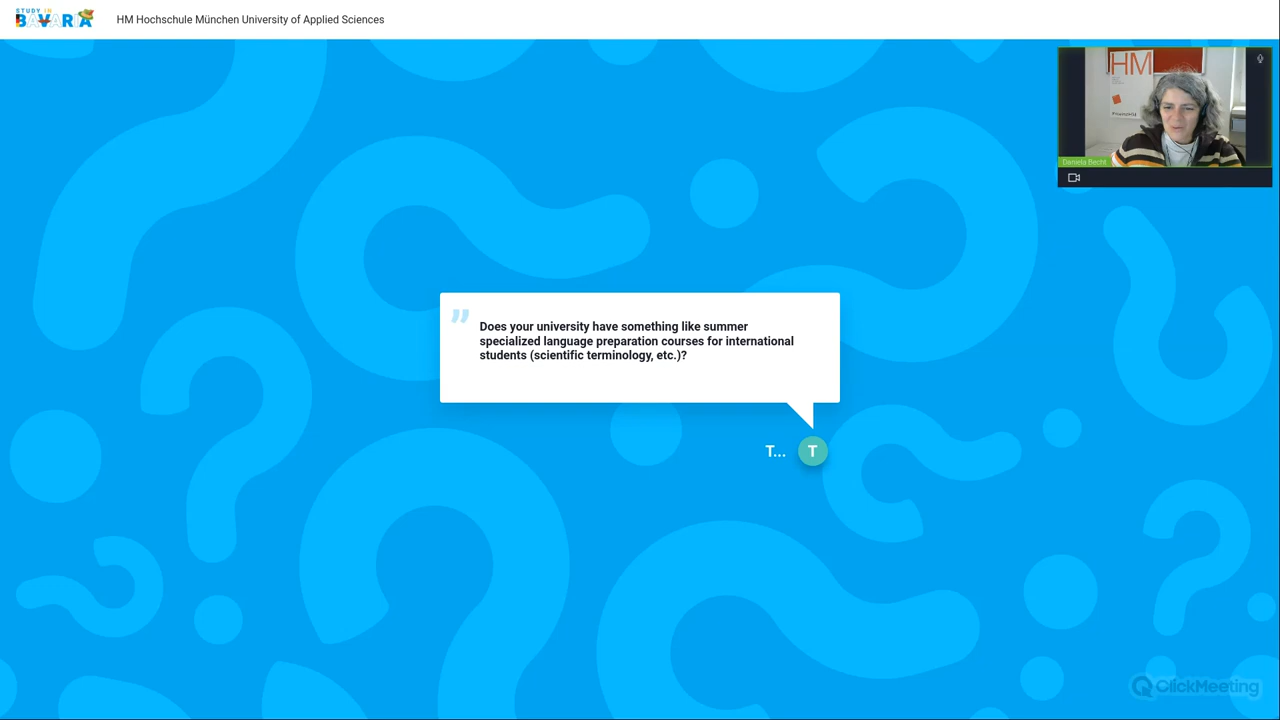 STUDY IN
BAVARIA
HM Hochschule München University of Applied Sciences
HM
Daniela Becht
Does your university have something like summer
specialized language preparation courses for international
students (scientific terminology, etc.)?
T... T
ClickMeeting